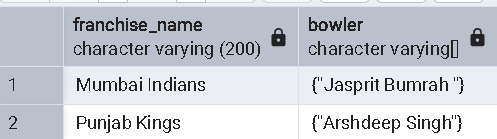 franchise_name bowler
character varying (200) character varying[]
1 Mumbai Indians {"Jasprit Bumrah "}
2 Punjab Kings {"Arshdeep Singh"}